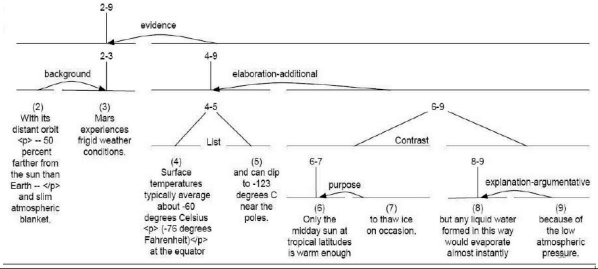 2-9
evidence
2-3
4-9
background
elaboration-additional
(2)
With its
distant orbit
<p> -- 50
percent
farther from
the sun than
Earth -- </p>
and slim
atmospheric
blanket,
(3)
Mars
experiences
frigid weather
conditions.
4-5
6-9
List
Contrast
(4)
Surface
temperatures
typically average
about -60
degrees Celsius
<p> (-76 degrees
Fahrenheit)</p>
at the equator
(5)
and can dip
to -123
degrees C
near the
poles.
6-7
8-9
purpose
explanation-argumentative
(6)
Only the
midday sun at
tropical latitudes
is warm enough
(7)
to thaw ice
on occasion,
(8)
but any liquid water
formed in this way
would evaporate
almost instantly
(9)
because of
the low
atmospheric
pressure.